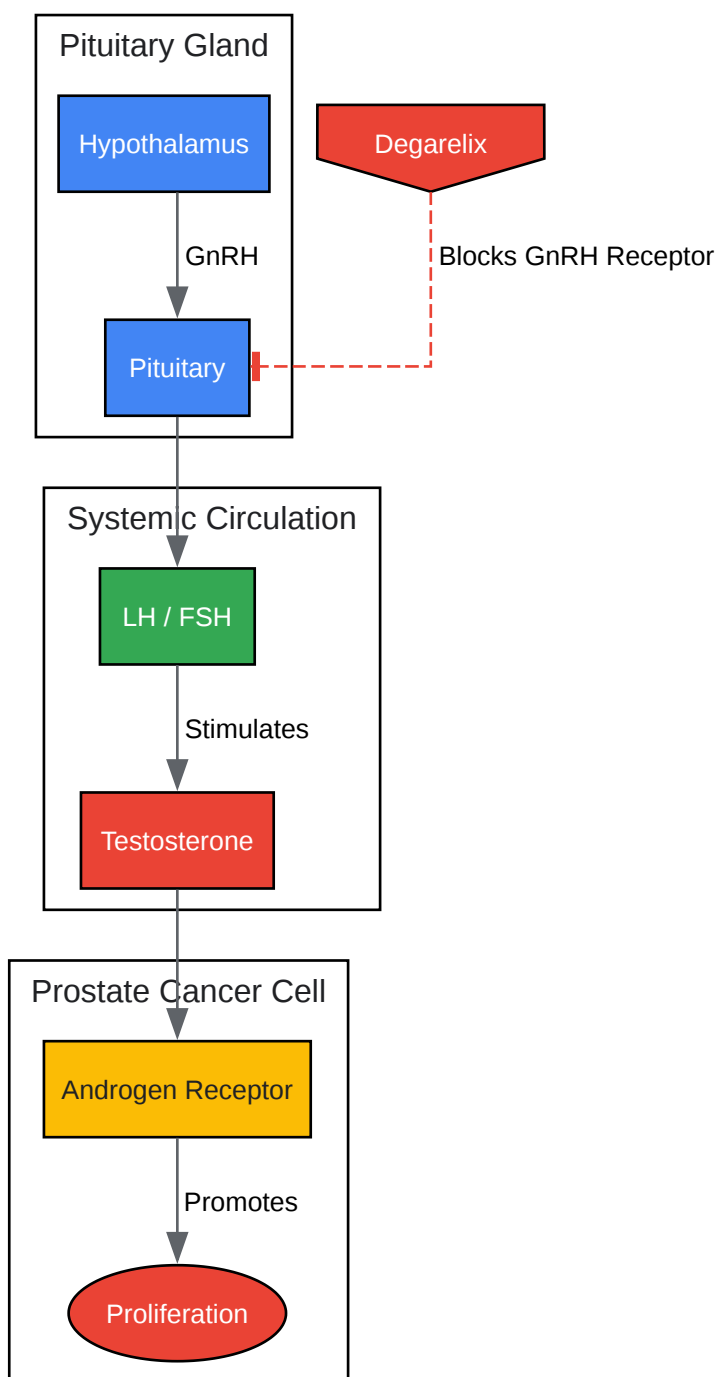 Pituitary Gland
Hypothalamus
Degarelix
GnRH
Blocks GnRH Receptor
Pituitary
Systemic Circulation
LH / FSH
Stimulates
Testosterone
Prostate Cancer Cell
Androgen Receptor
Promotes
Proliferation